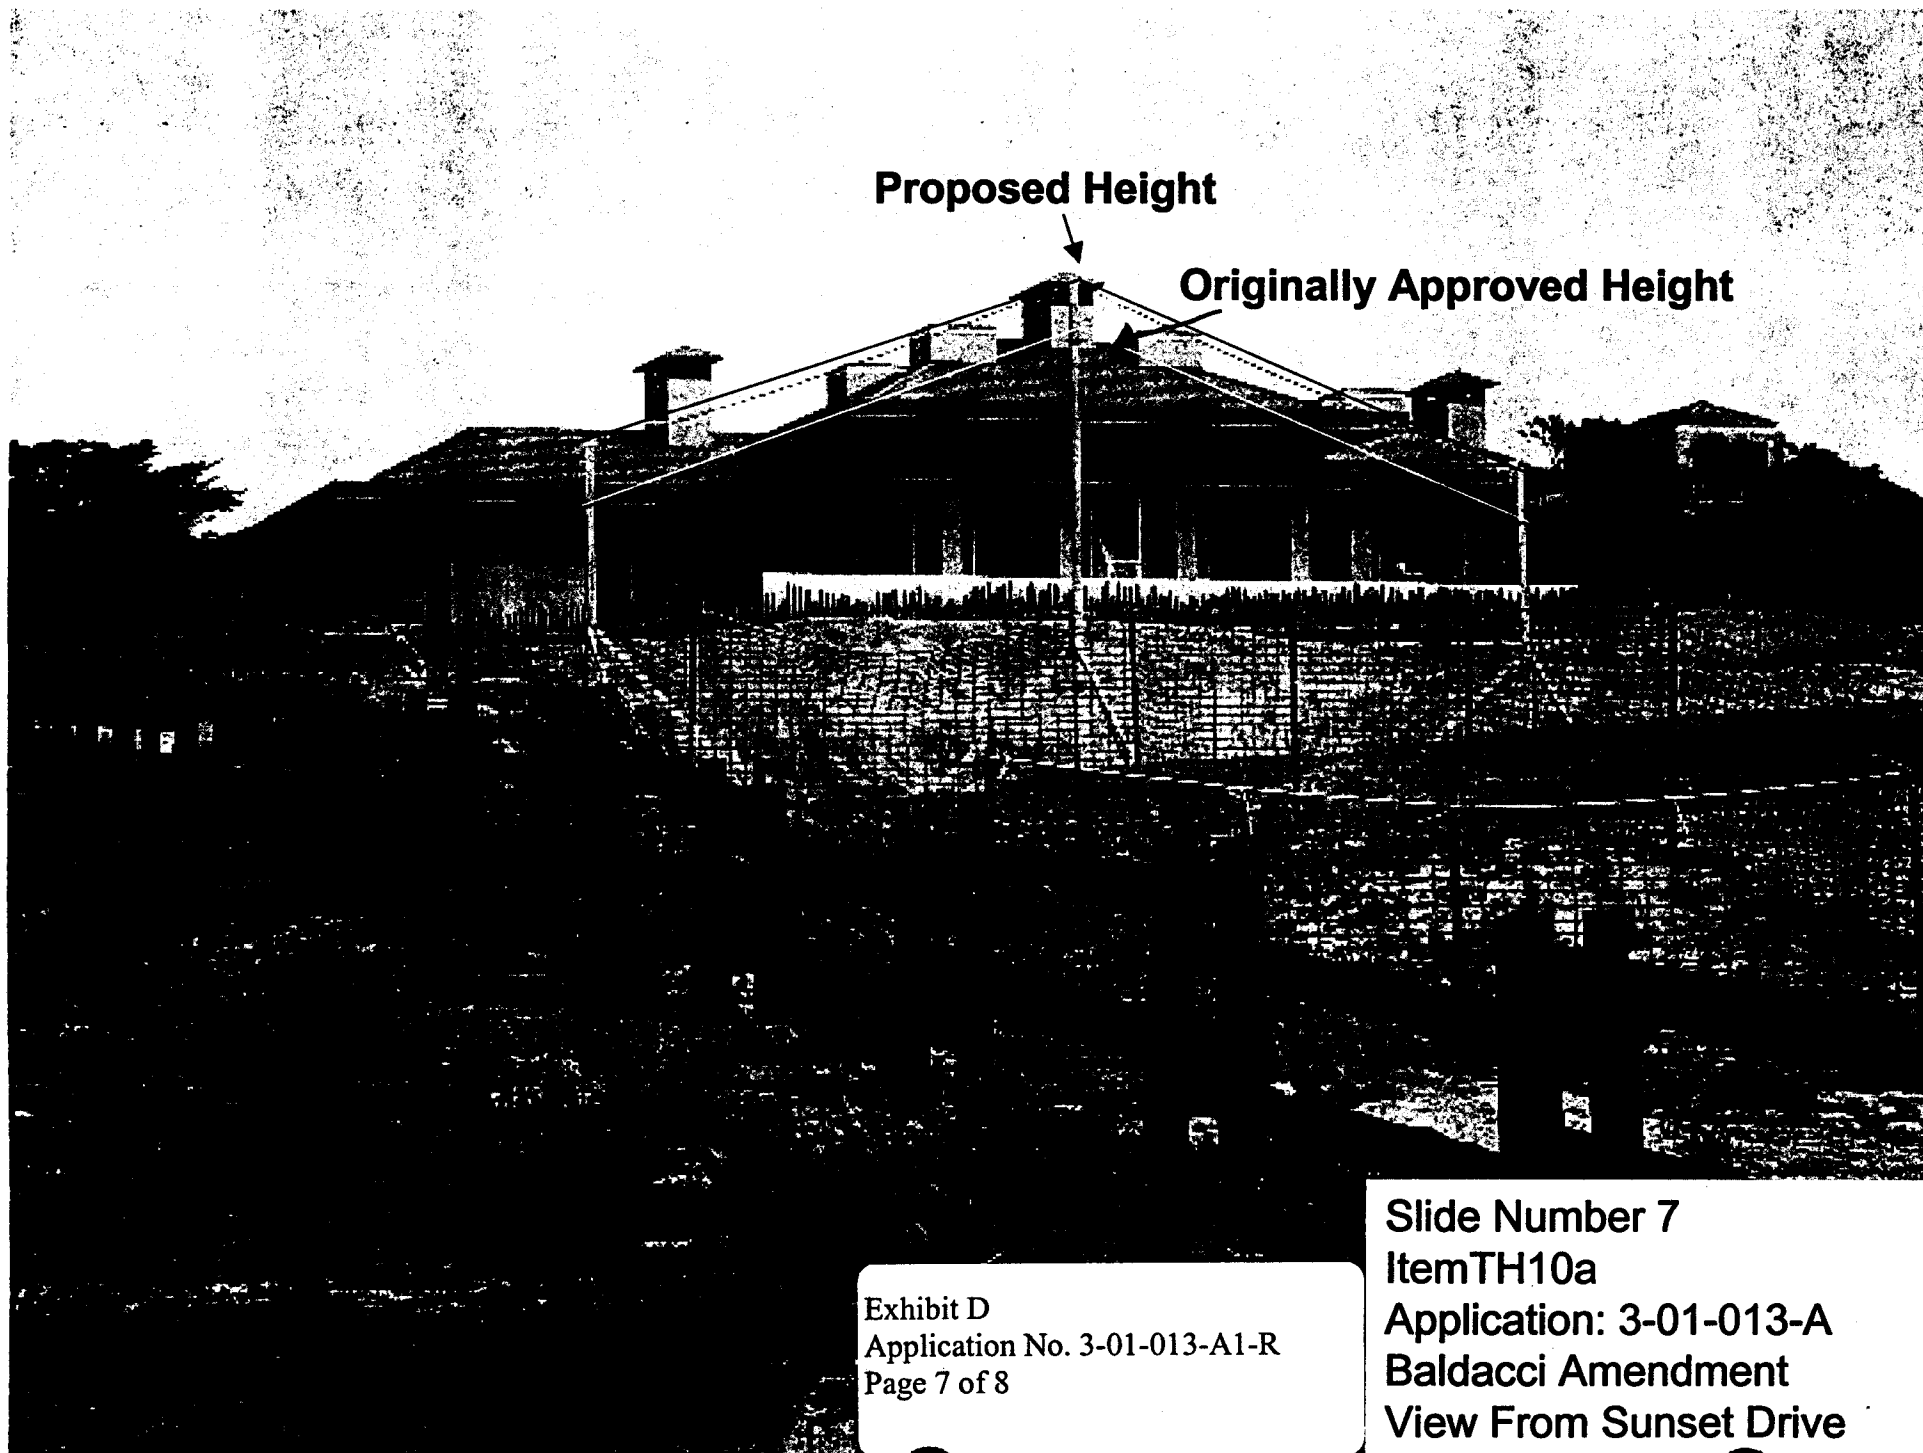 Proposed Height
Originally Approved Height
Exhibit D
Application No. 3-01-013-A1-R
Page 7 of 8
Slide Number 7
ItemTH10a
Application: 3-01-013-A
Baldacci Amendment
View From Sunset Drive